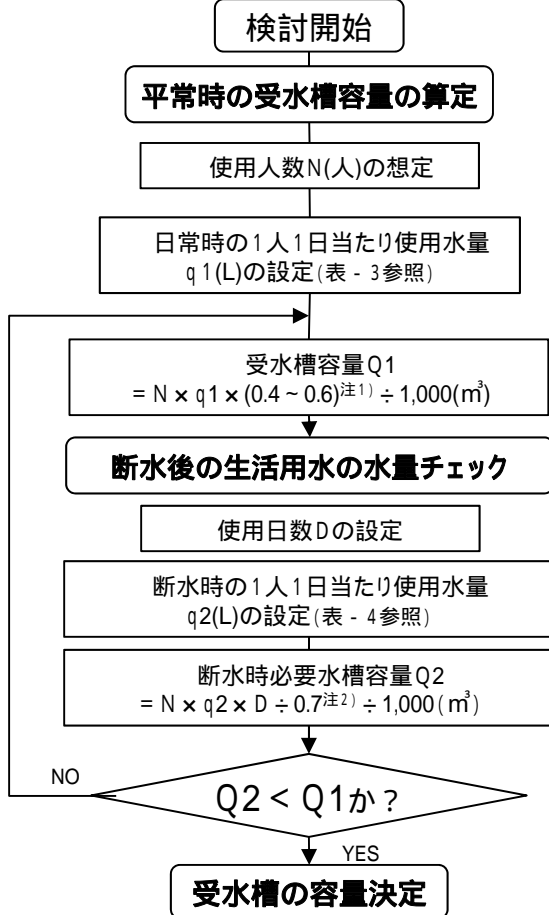 検討開始
平常時の受水槽容量の算定
使用人数N(人)の想定
日常時の1人1日当たり使用水量
q1(L)の設定(表‐3参照)
受水槽容量Q1
= N × q1 × (0.4 ~ 0.6)注1) ÷ 1,000(㎥)
断水後の生活用水の水量チェック
使用日数Dの設定
断水時の1人1日当たり使用水量
q2(L)の設定(表‐4参照)
断水時必要水槽容量Q2
= N × q2 × D ÷ 0.7注2) ÷ 1,000(㎥)
NO
Q2 < Q1か?
YES
受水槽の容量決定